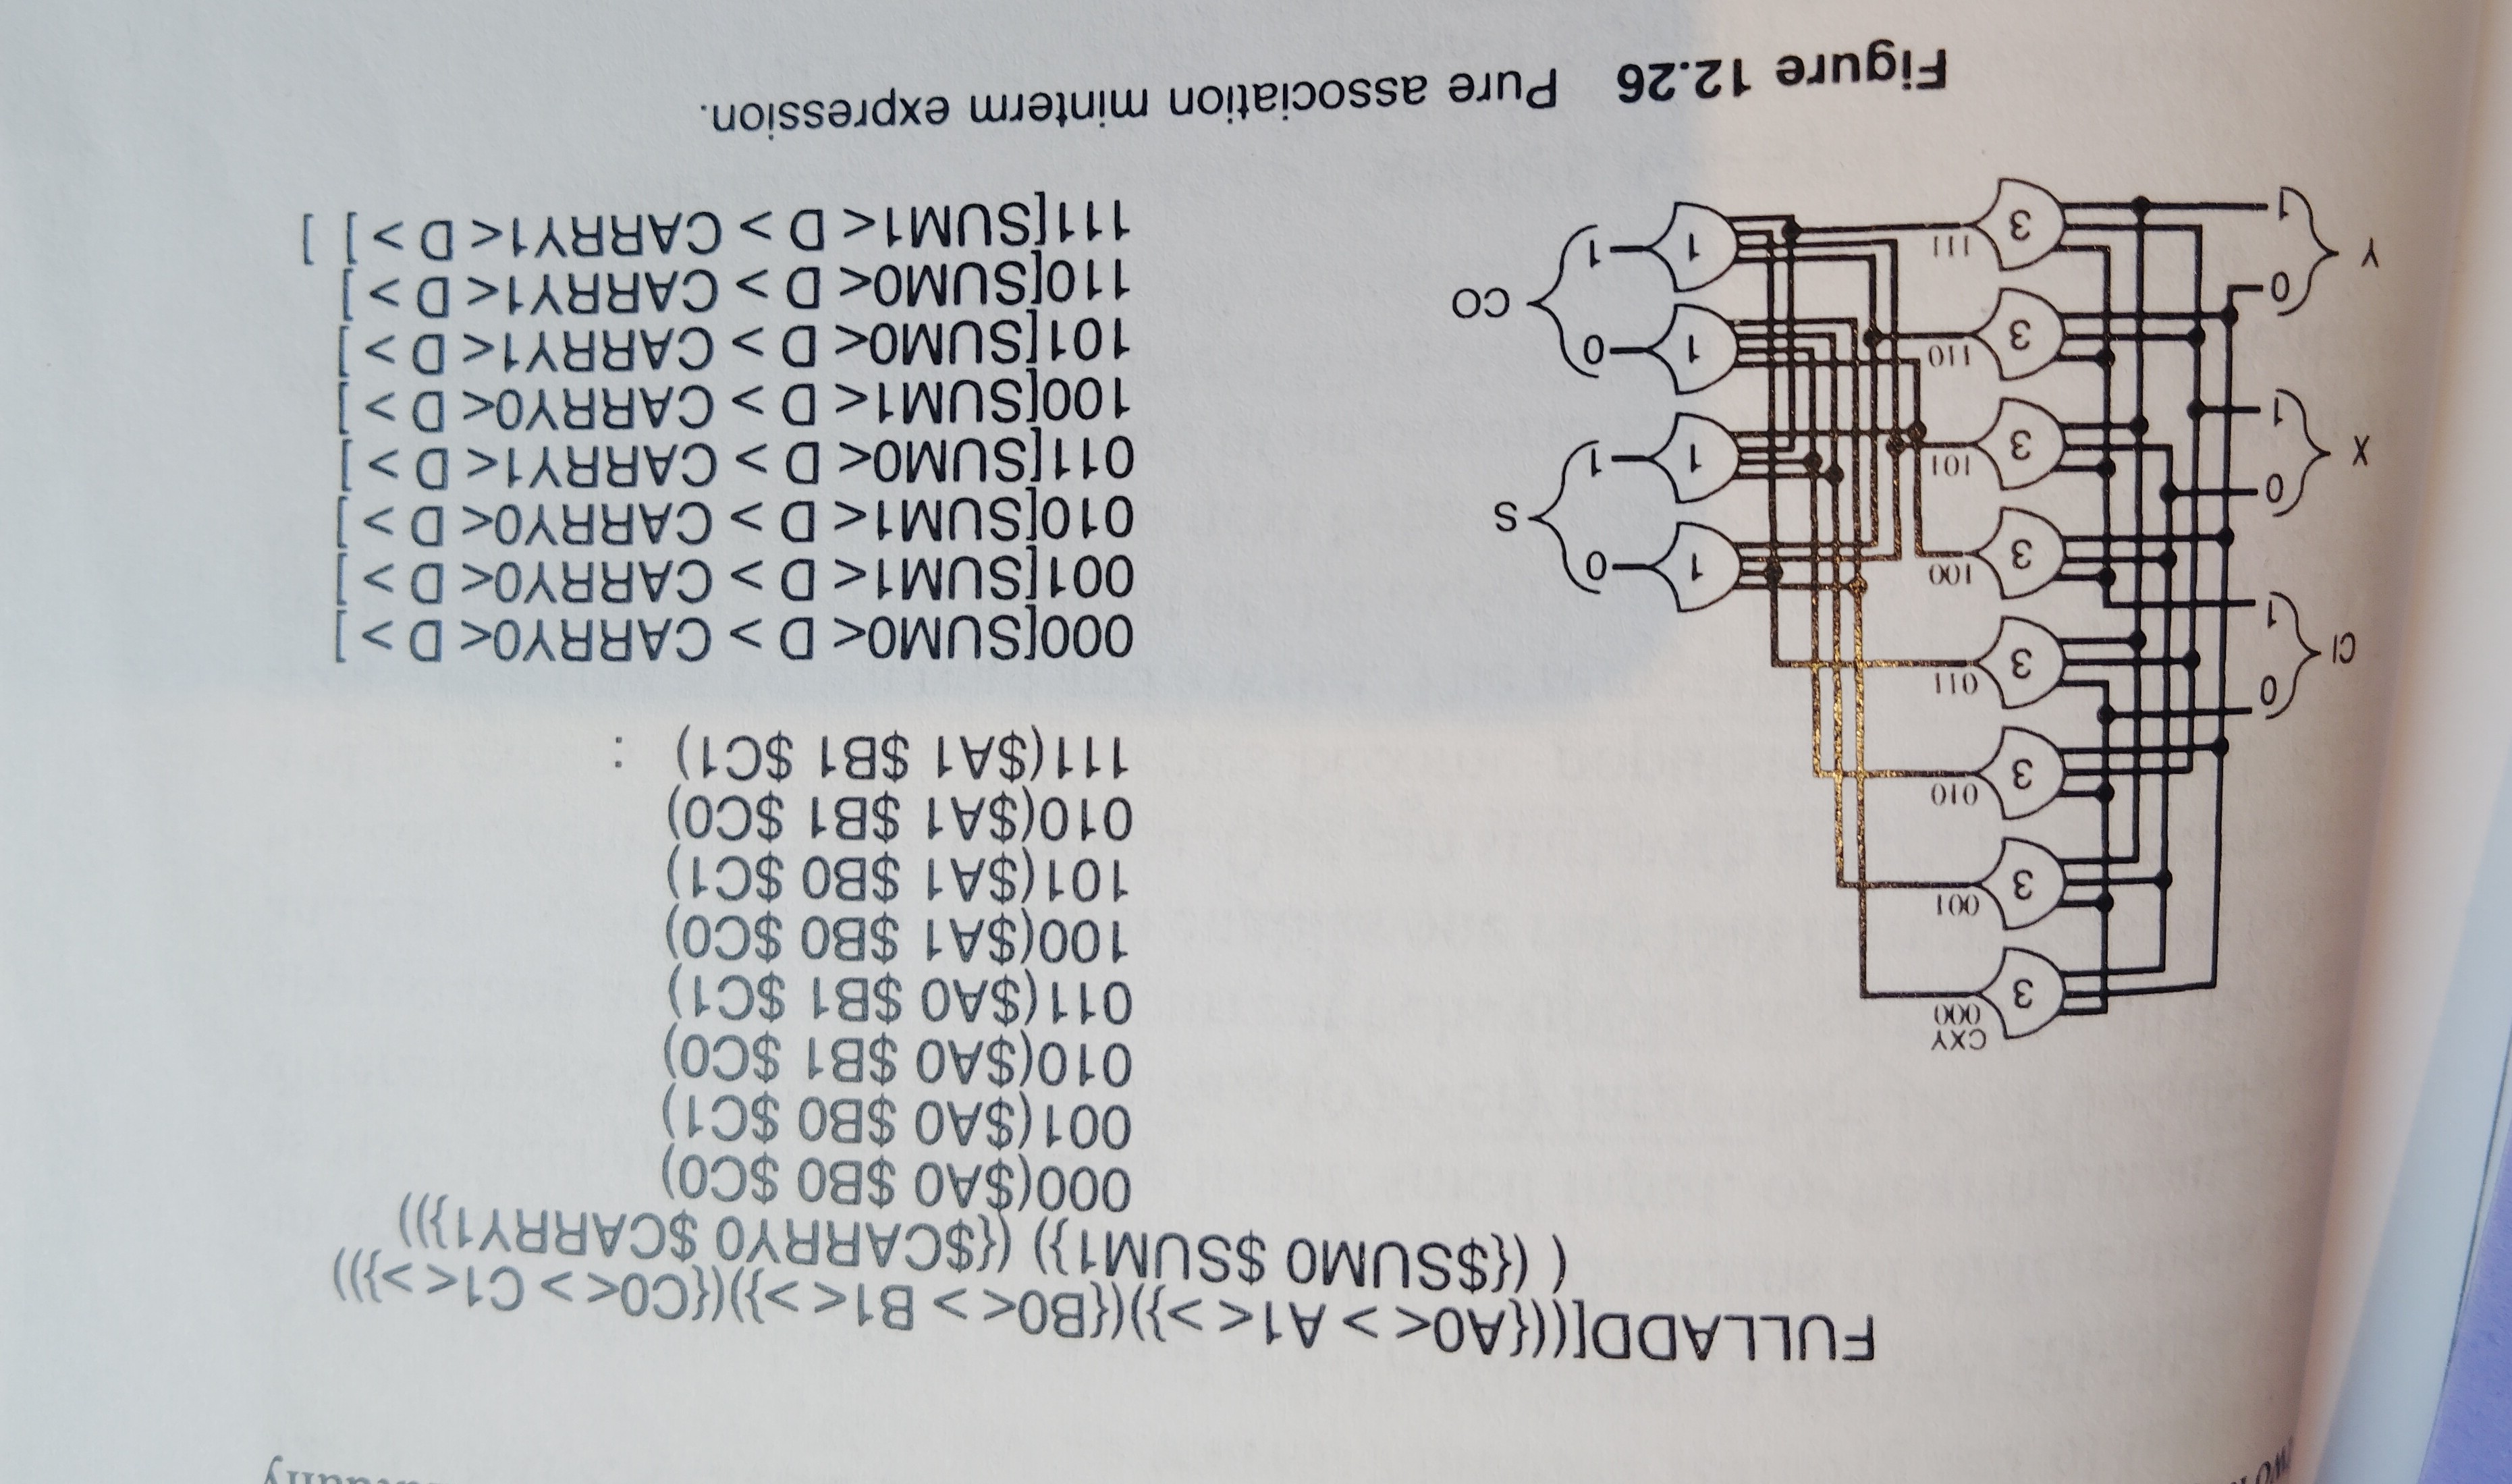 FULLADD[(({A0< > A1< >})({B0< > B1< >})({C0< > C1< >}))
( ({$SUM0 $SUM1}) ({$CARRY0 $CARRY1}))
000($A0 $B0 $C0)
001($A0 $B0 $C1)
010($A0 $B1 $C0)
011($A0 $B1 $C1)
100($A1 $B0 $C0)
101($A1 $B0 $C1)
010($A1 $B1 $C0)
111($A1 $B1 $C1) :
000[SUM0< D > CARRY0< D > ]
001[SUM1< D > CARRY0< D > ]
010[SUM1< D > CARRY0< D > ]
011[SUM0< D > CARRY1< D > ]
100[SUM1< D > CARRY0< D > ]
101[SUM0< D > CARRY1< D > ]
110[SUM0< D > CARRY1< D > ]
111[SUM1< D > CARRY1< D > ] ]
CXY
3 000
3 001
3 010
3 011
3 100
3 101
3 110
3 111
CI
0
1
X
0
1
Y
0
1
1 0
1 1
S
1 0
1 1
CO
Figure 12.26 Pure association minterm expression.